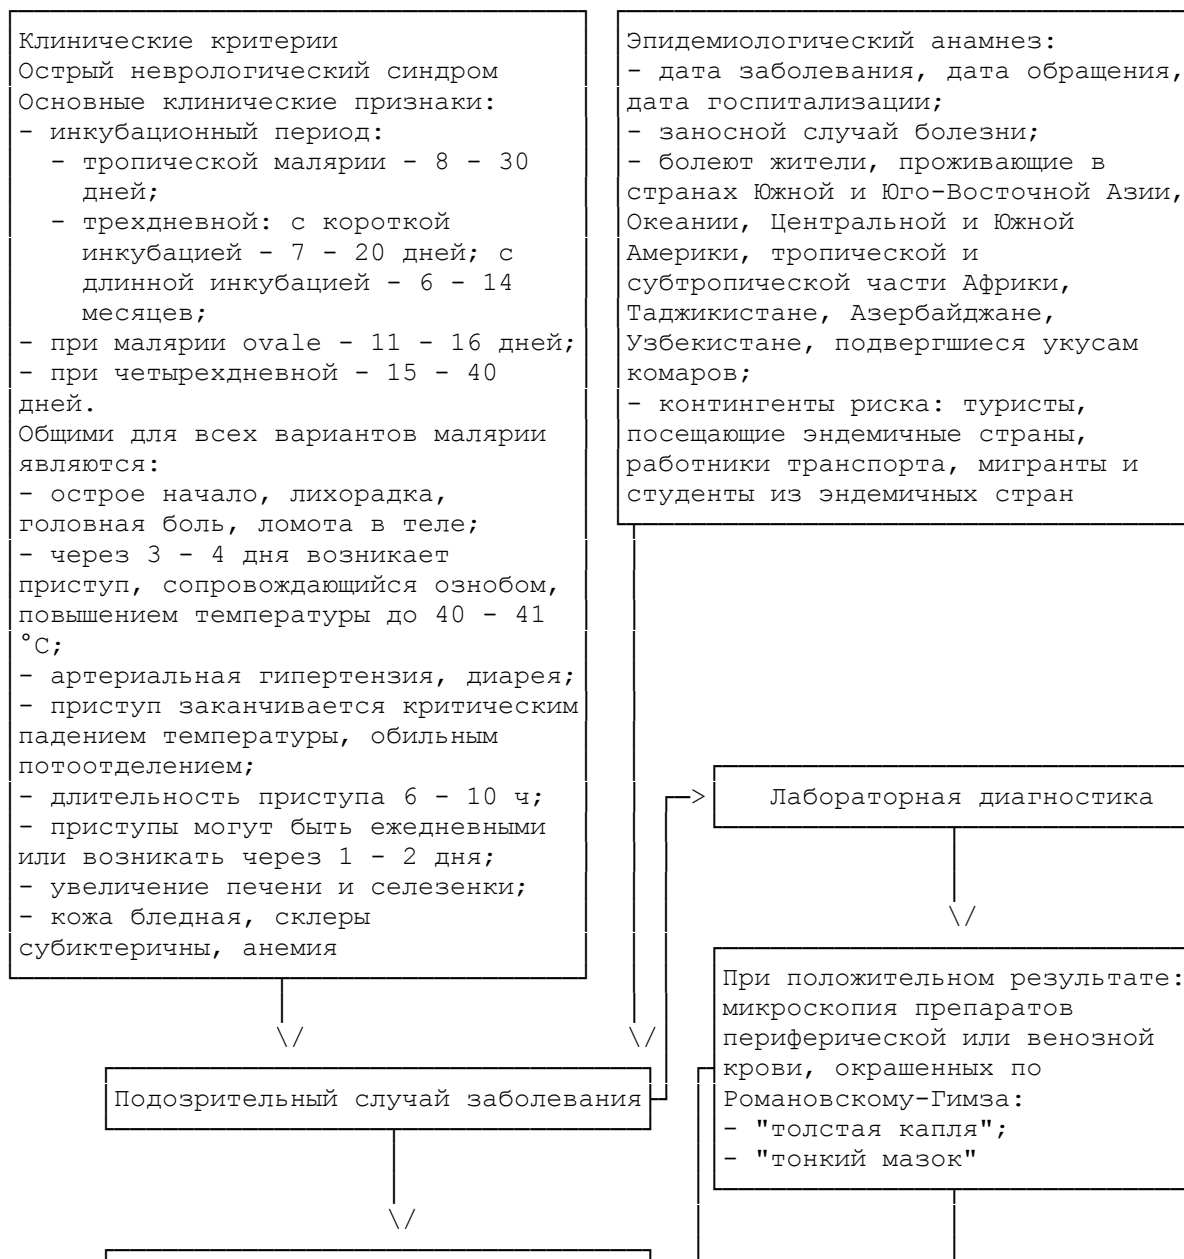 Клинические критерии
Острый неврологический синдром
Основные клинические признаки:
- инкубационный период:
- тропической малярии - 8 - 30
дней;
- трехдневной: с короткой
инкубацией - 7 - 20 дней; с
длинной инкубацией - 6 - 14
месяцев;
- при малярии ovale - 11 - 16 дней;
- при четырехдневной - 15 - 40
дней.
Общими для всех вариантов малярии
являются:
- острое начало, лихорадка,
головная боль, ломота в теле;
- через 3 - 4 дня возникает
приступ, сопровождающийся ознобом,
повышением температуры до 40 - 41
°C;
- артериальная гипертензия, диарея;
- приступ заканчивается критическим
падением температуры, обильным
потоотделением;
- длительность приступа 6 - 10 ч;
- приступы могут быть ежедневными
или возникать через 1 - 2 дня;
- увеличение печени и селезенки;
- кожа бледная, склеры
субиктеричны, анемия
Эпидемиологический анамнез:
- дата заболевания, дата обращения,
дата госпитализации;
- заносной случай болезни;
- болеют жители, проживающие в
странах Южной и Юго-Восточной Азии,
Океании, Центральной и Южной
Америки, тропической и
субтропической части Африки,
Таджикистане, Азербайджане,
Узбекистане, подвергшиеся укусам
комаров;
- контингенты риска: туристы,
посещающие эндемичные страны,
работники транспорта, мигранты и
студенты из эндемичных стран
Лабораторная диагностика
При положительном результате:
микроскопия препаратов
периферической или венозной
крови, окрашенных по
Романовскому-Гимза:
- "толстая капля";
- "тонкий мазок"
Подозрительный случай заболевания